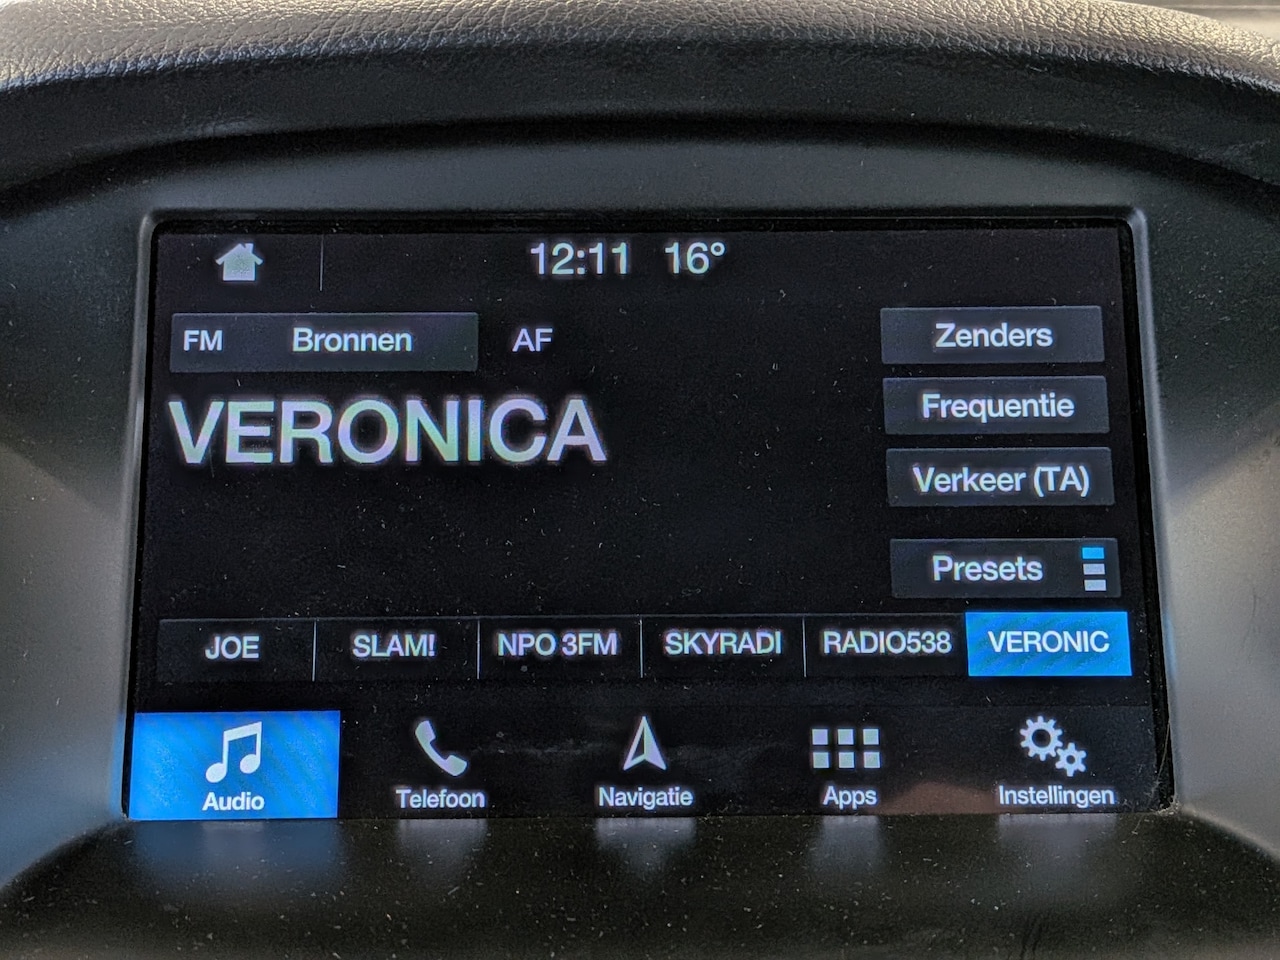 12:11 16°
FM Bronnen AF
Zenders
VERONICA
Frequentie
Verkeer (TA)
Presets
JOE SLAM! NPO 3FM SKYRADI RADIO538 VERONIC
Audio Telefoon Navigatie Apps Instellingen